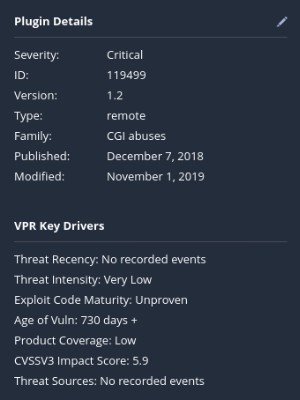 Plugin Details
Severity: Critical
ID: 119499
Version: 1.2
Type: remote
Family: CGI abuses
Published: December 7, 2018
Modified: November 1, 2019
VPR Key Drivers
Threat Recency: No recorded events
Threat Intensity: Very Low
Exploit Code Maturity: Unproven
Age of Vuln: 730 days +
Product Coverage: Low
CVSSV3 Impact Score: 5.9
Threat Sources: No recorded events